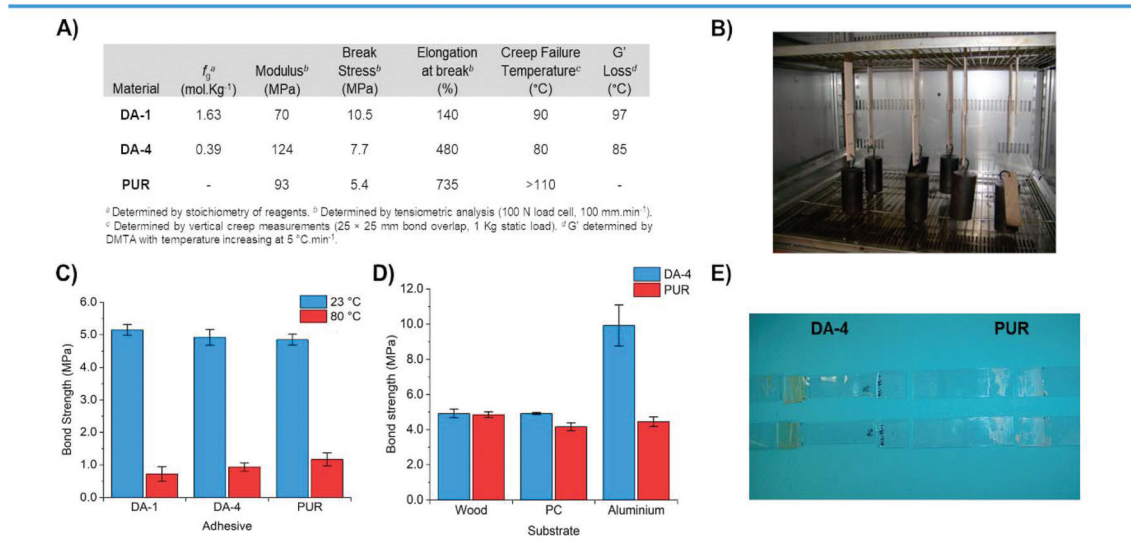 A)
Material fgᵃ (mol.Kg⁻¹) Modulusᵇ (MPa) Break Stressᵇ (MPa) Elongation at breakᵇ (%) Creep Failure Temperatureᶜ (°C) G' Lossᵈ (°C)
DA-1 1.63 70 10.5 140 90 97
DA-4 0.39 124 7.7 480 80 85
PUR - 93 5.4 735 >110 -
ᵃ Determined by stoichiometry of reagents. ᵇ Determined by tensiometric analysis (100 N load cell, 100 mm.min⁻¹).
ᶜ Determined by vertical creep measurements (25 × 25 mm bond overlap, 1 Kg static load). ᵈ G' determined by
DMTA with temperature increasing at 5 °C.min⁻¹.
B)
C)
23 °C
80 °C
Bond Strength (MPa)
6.0
5.0
4.0
3.0
2.0
1.0
0.0
DA-1 DA-4 PUR
Adhesive
D)
DA-4
PUR
Bond strength (MPa)
12.0
10.0
8.0
6.0
4.0
2.0
0.0
Wood PC Aluminium
Substrate
E)
DA-4 PUR